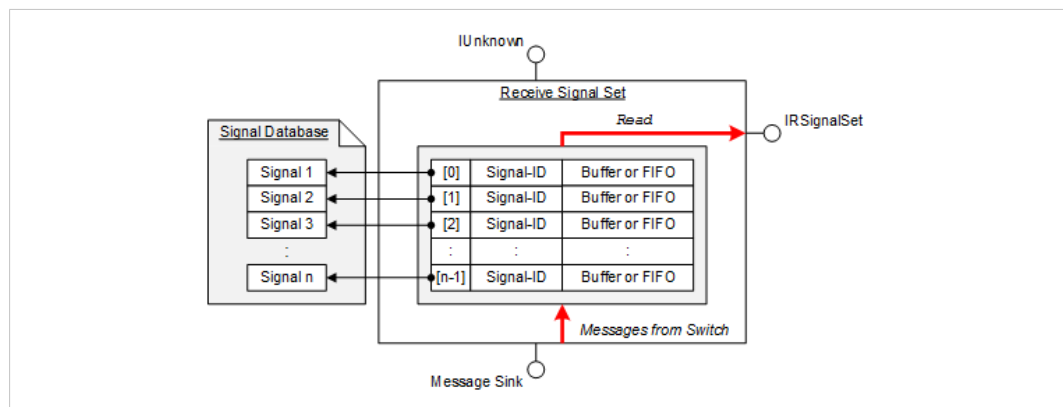 IUnknown
Receive Signal Set
Read
IRSignalSet
Signal Database
Signal 1
[0] Signal-ID Buffer or FIFO
Signal 2
[1] Signal-ID Buffer or FIFO
Signal 3
[2] Signal-ID Buffer or FIFO
:
: : :
Signal n
[n-1] Signal-ID Buffer or FIFO
Messages from Switch
Message Sink